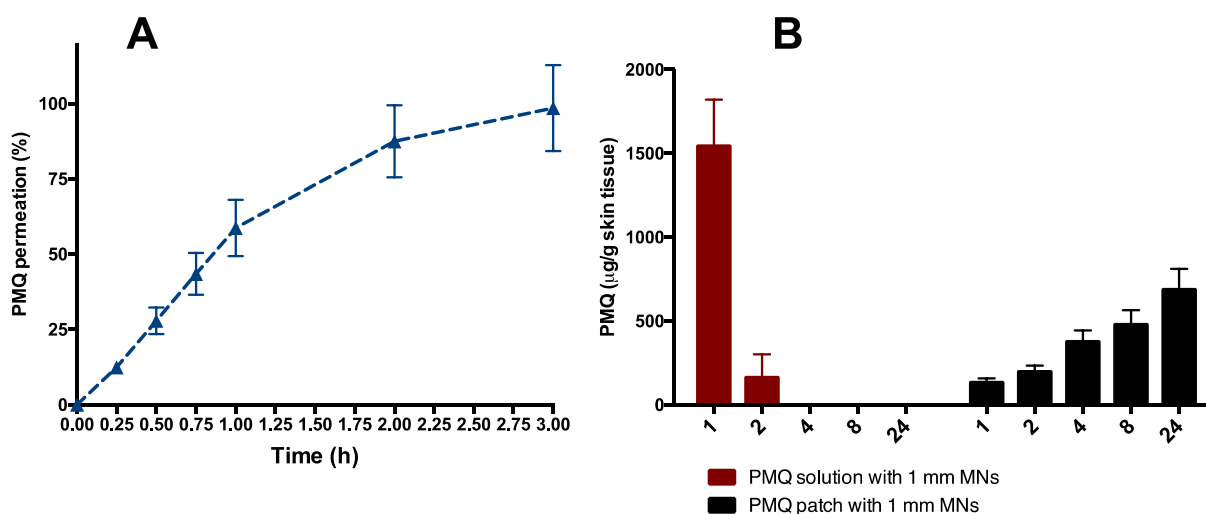 A
PMQ permeation (%)
100
75
50
25
0
0.00 0.25 0.50 0.75 1.00 1.25 1.50 1.75 2.00 2.25 2.50 2.75 3.00
Time (h)
B
PMQ (μg/g skin tissue)
2000
1500
1000
500
0
1 2 4 8 24 1 2 4 8 24
PMQ solution with 1 mm MNs
PMQ patch with 1 mm MNs